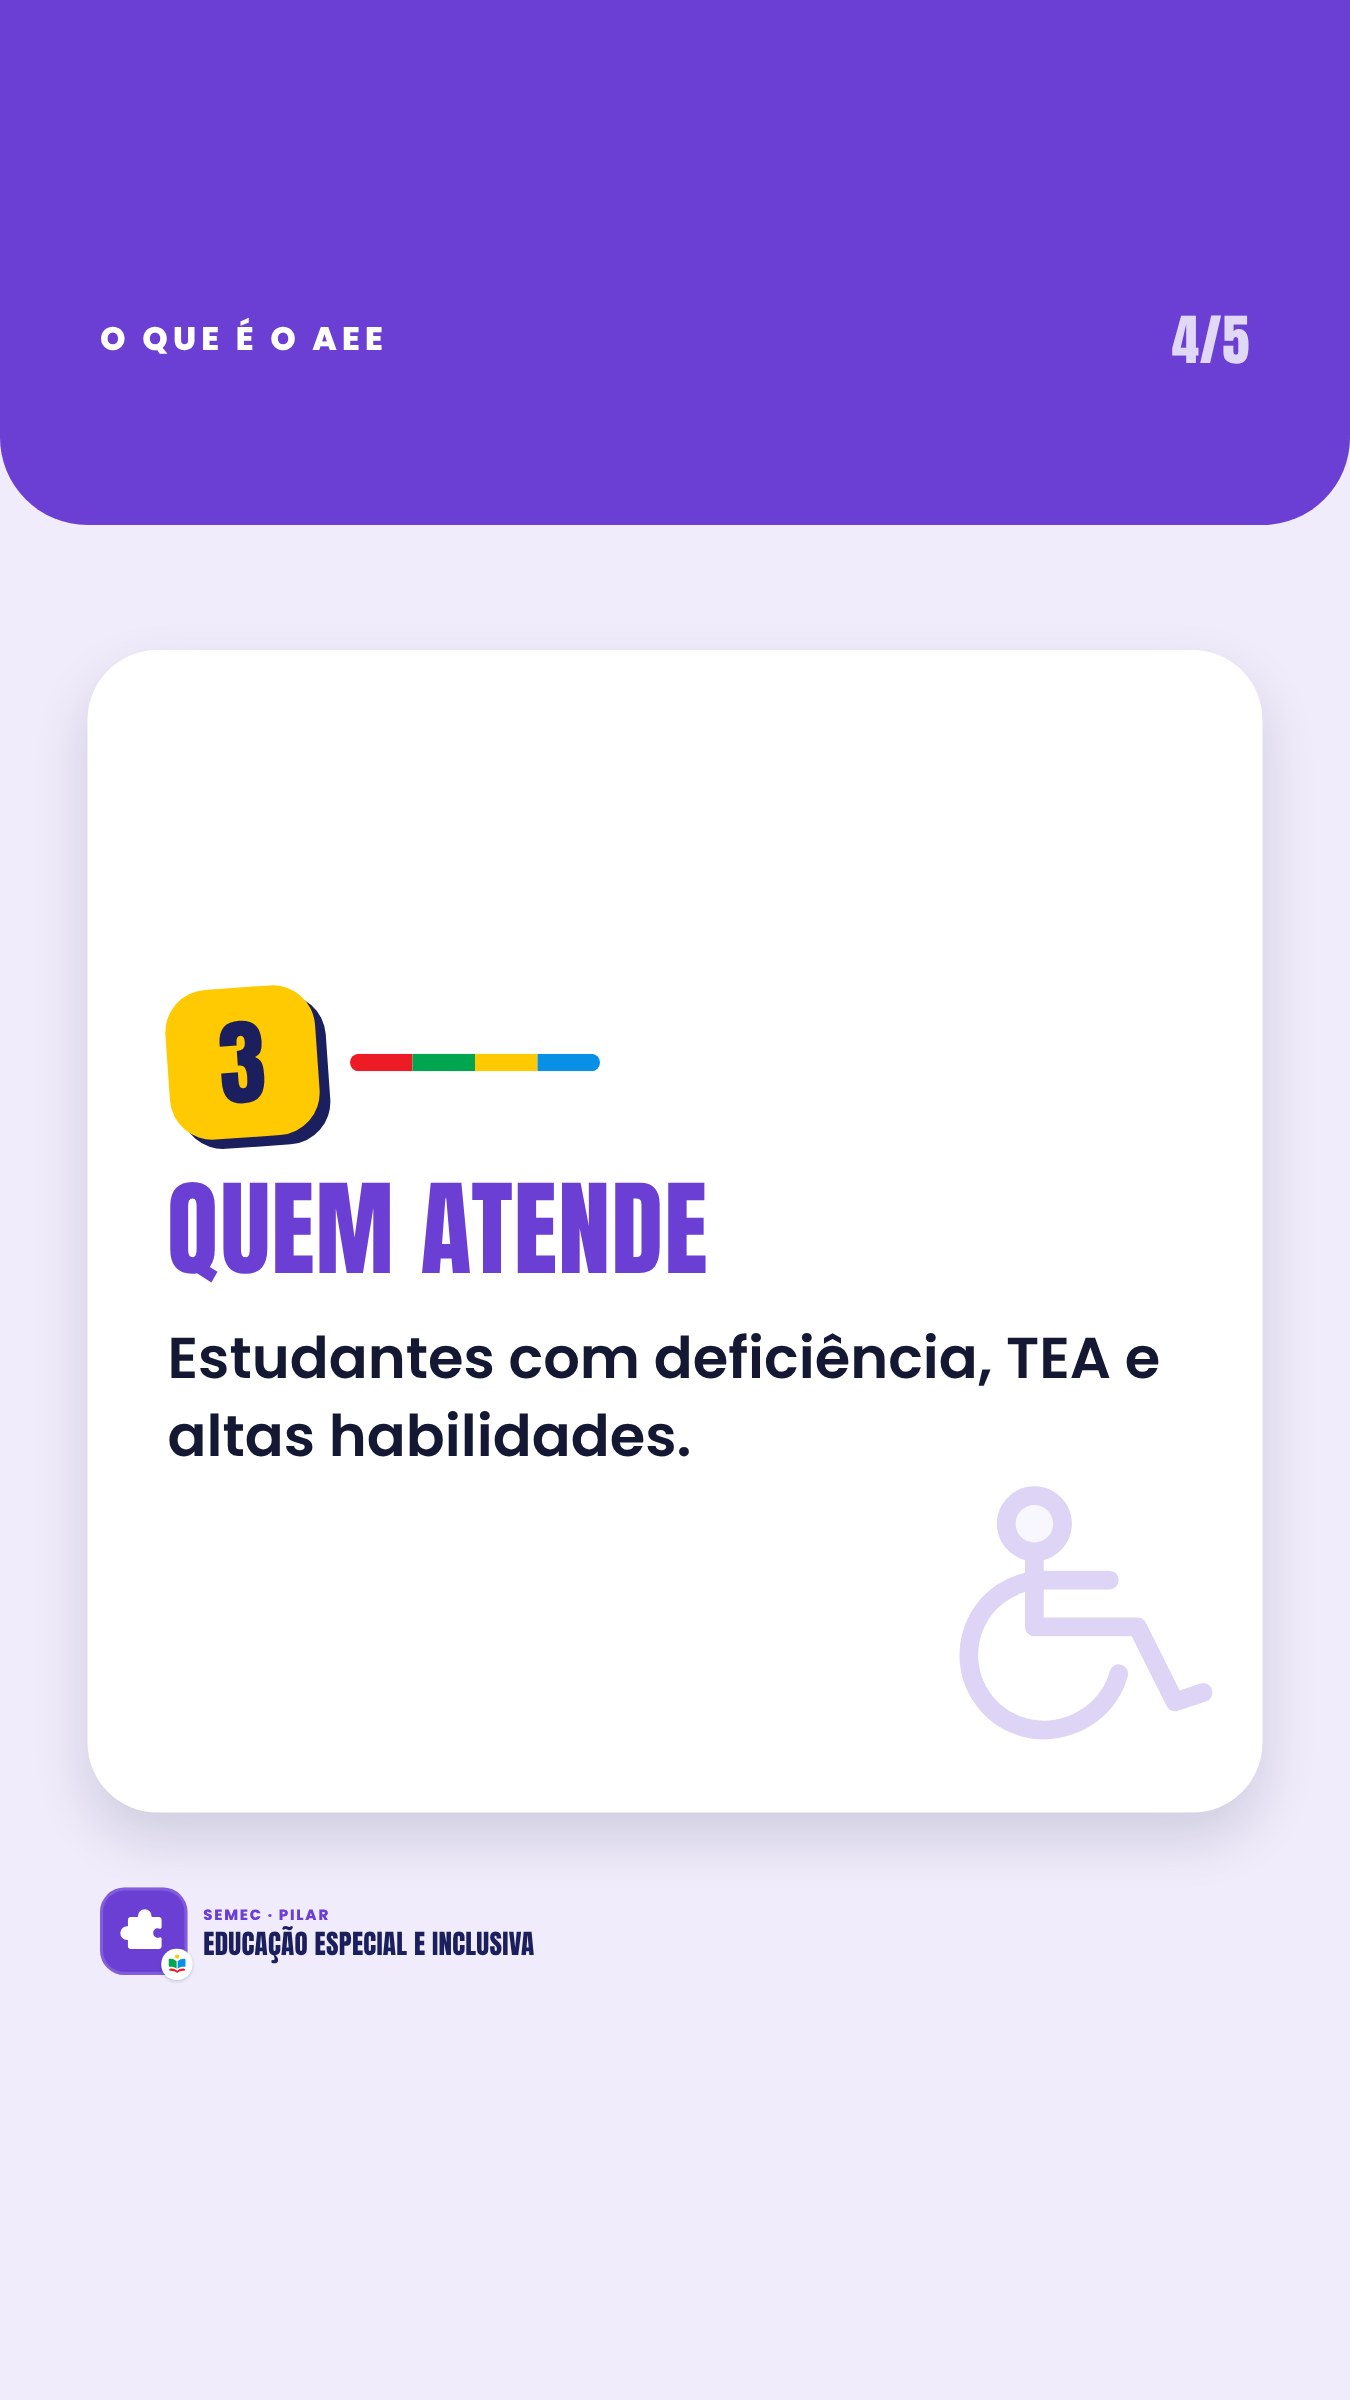 O QUE É O AEE
4/5
3
QUEM ATENDE
Estudantes com deficiência, TEA e
altas habilidades.
SEMEC · PILAR
EDUCAÇÃO ESPECIAL E INCLUSIVA